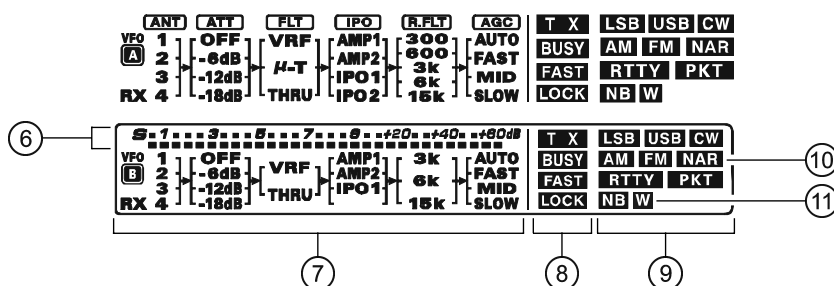 ANT ATT FLT IPO R.FLT AGC T X LSB USB CW
VFO 1 OFF VRF AMP1 300 AUTO BUSY AM FM NAR
A 2 -6dB μ-T AMP2 600 FAST FAST RTTY PKT
3 -12dB IPO1 3k MID LOCK NB W
RX 4 -18dB THRU IPO2 6k SLOW
15k
6 S 1 3 5 7 9 +20 +40 +60dB T X LSB USB CW
VFO 1 OFF VRF AMP1 3k AUTO BUSY AM FM NAR 10
B 2 -6dB AMP2 6k FAST FAST RTTY PKT
3 -12dB THRU IPO1 MID LOCK NB W 11
RX 4 -18dB 15k SLOW
7 8 9